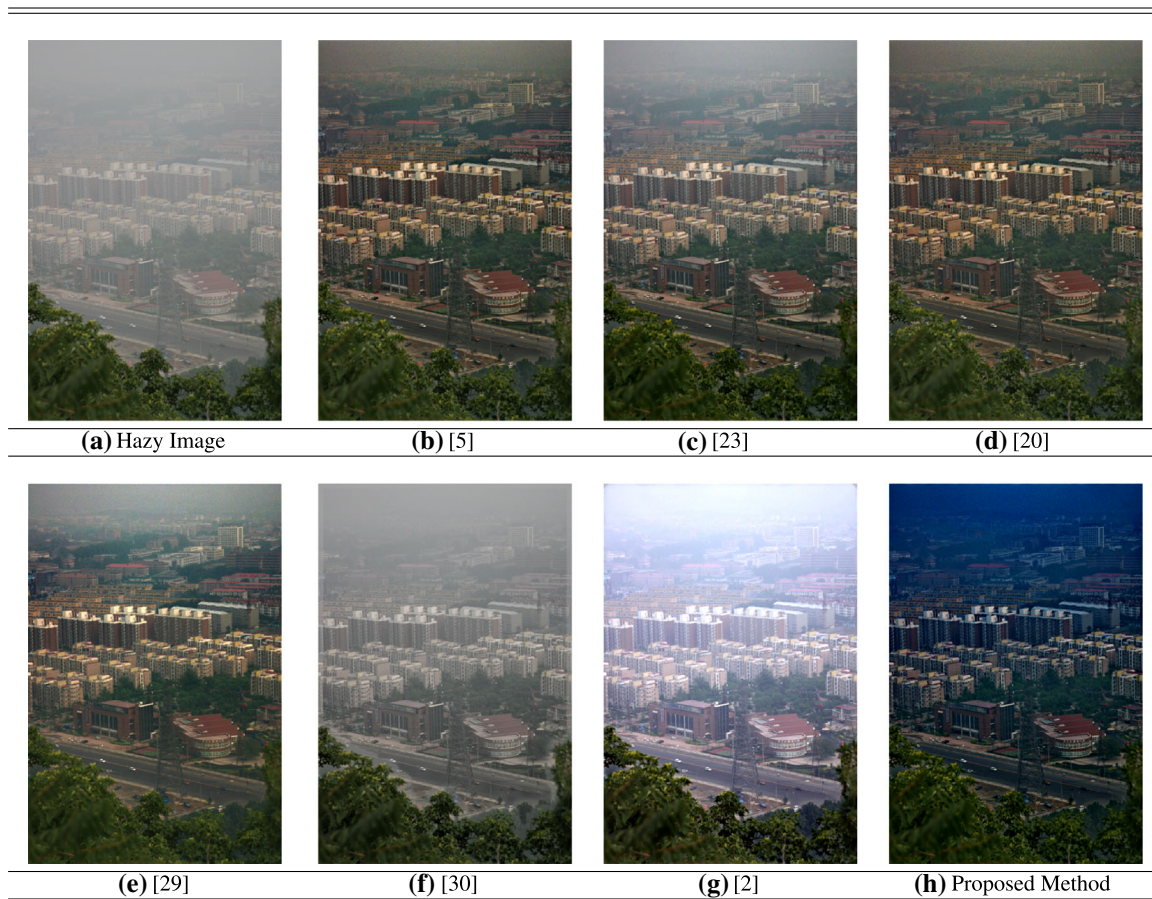 (a) Hazy Image (b) [5] (c) [23] (d) [20]
(e) [29] (f) [30] (g) [2] (h) Proposed Method